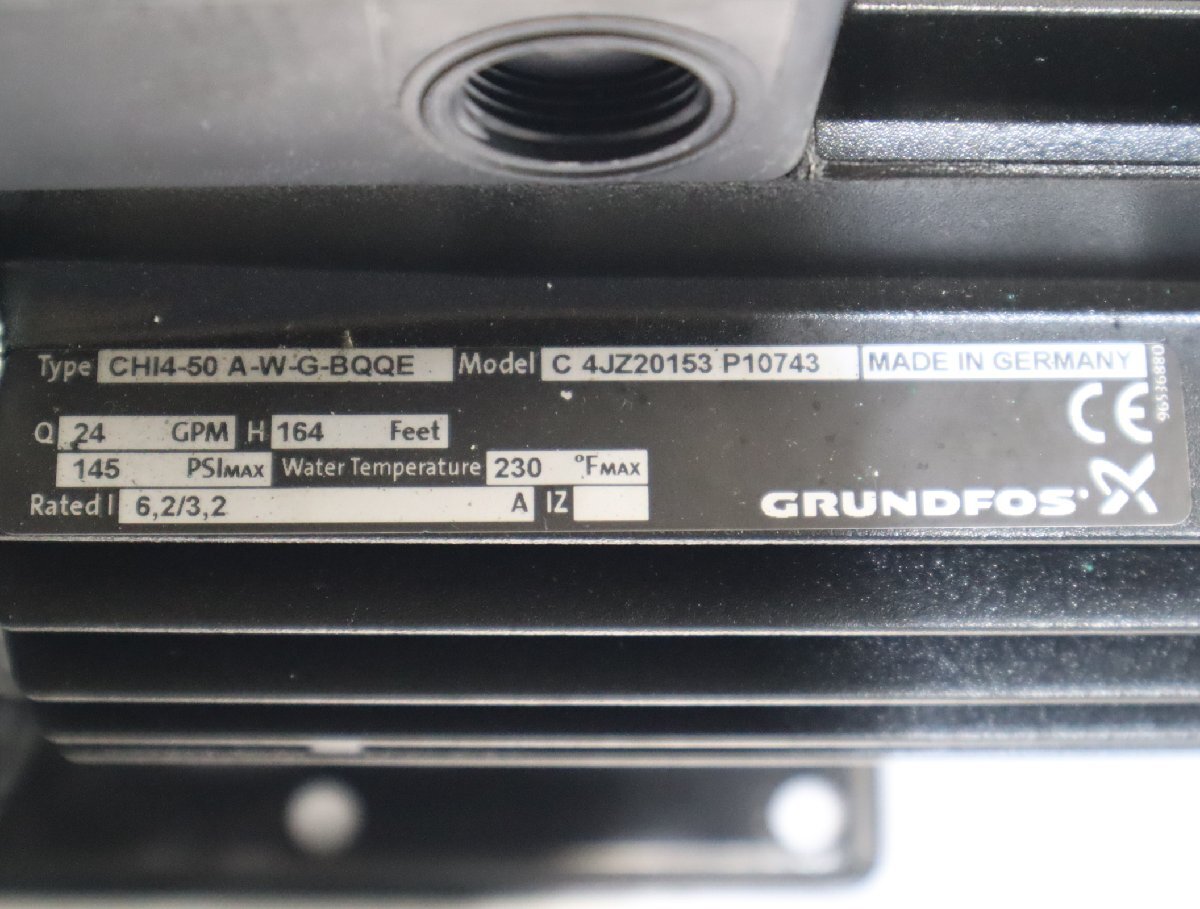 Type CHI4-50 A-W-G-BQQE Model C 4JZ20153 P10743 MADE IN GERMANY
96536880
CE
Q 24 GPM H 164 Feet
145 PSIMAX Water Temperature 230 °FMAX
Rated I 6,2/3,2 A IZ
GRUNDFOS